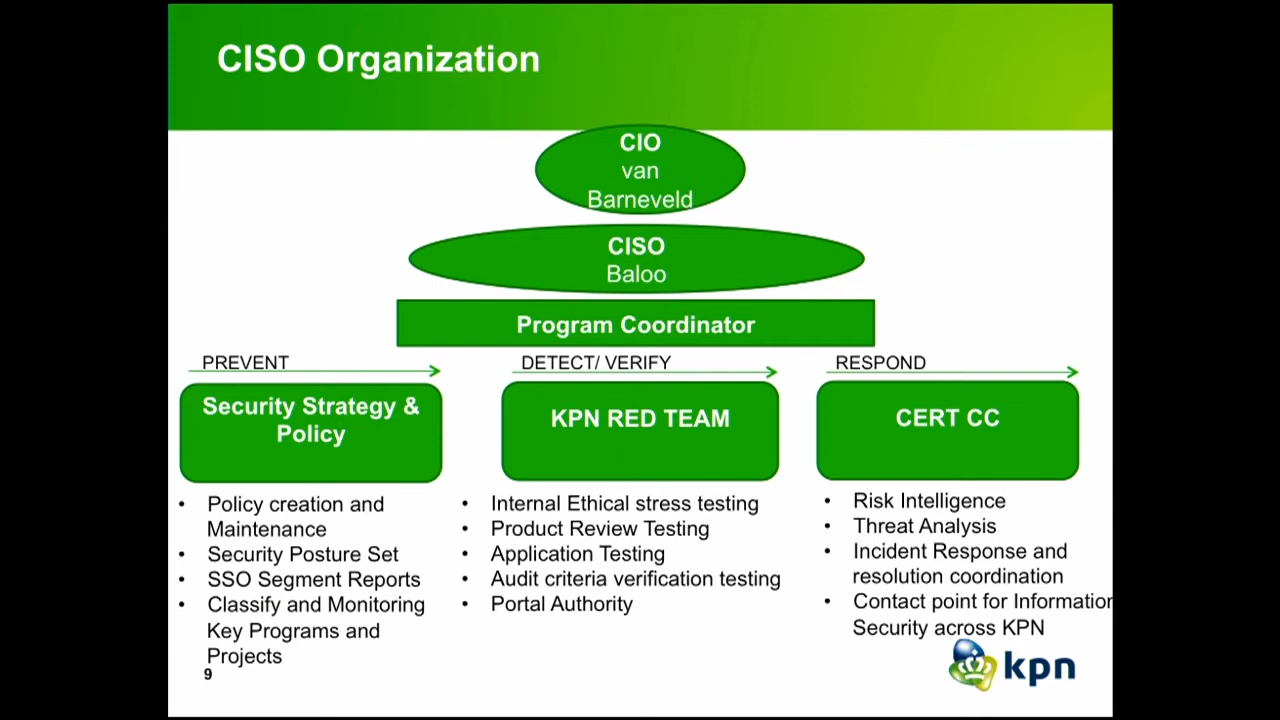 CISO Organization
CIO
van
Barneveld
CISO
Baloo
Program Coordinator
PREVENT
Security Strategy &
Policy
• Policy creation and
Maintenance
• Security Posture Set
• SSO Segment Reports
• Classify and Monitoring
Key Programs and
Projects
DETECT/ VERIFY
KPN RED TEAM
• Internal Ethical stress testing
• Product Review Testing
• Application Testing
• Audit criteria verification testing
• Portal Authority
RESPOND
CERT CC
• Risk Intelligence
• Threat Analysis
• Incident Response and
resolution coordination
• Contact point for Information
Security across KPN
9
kpn